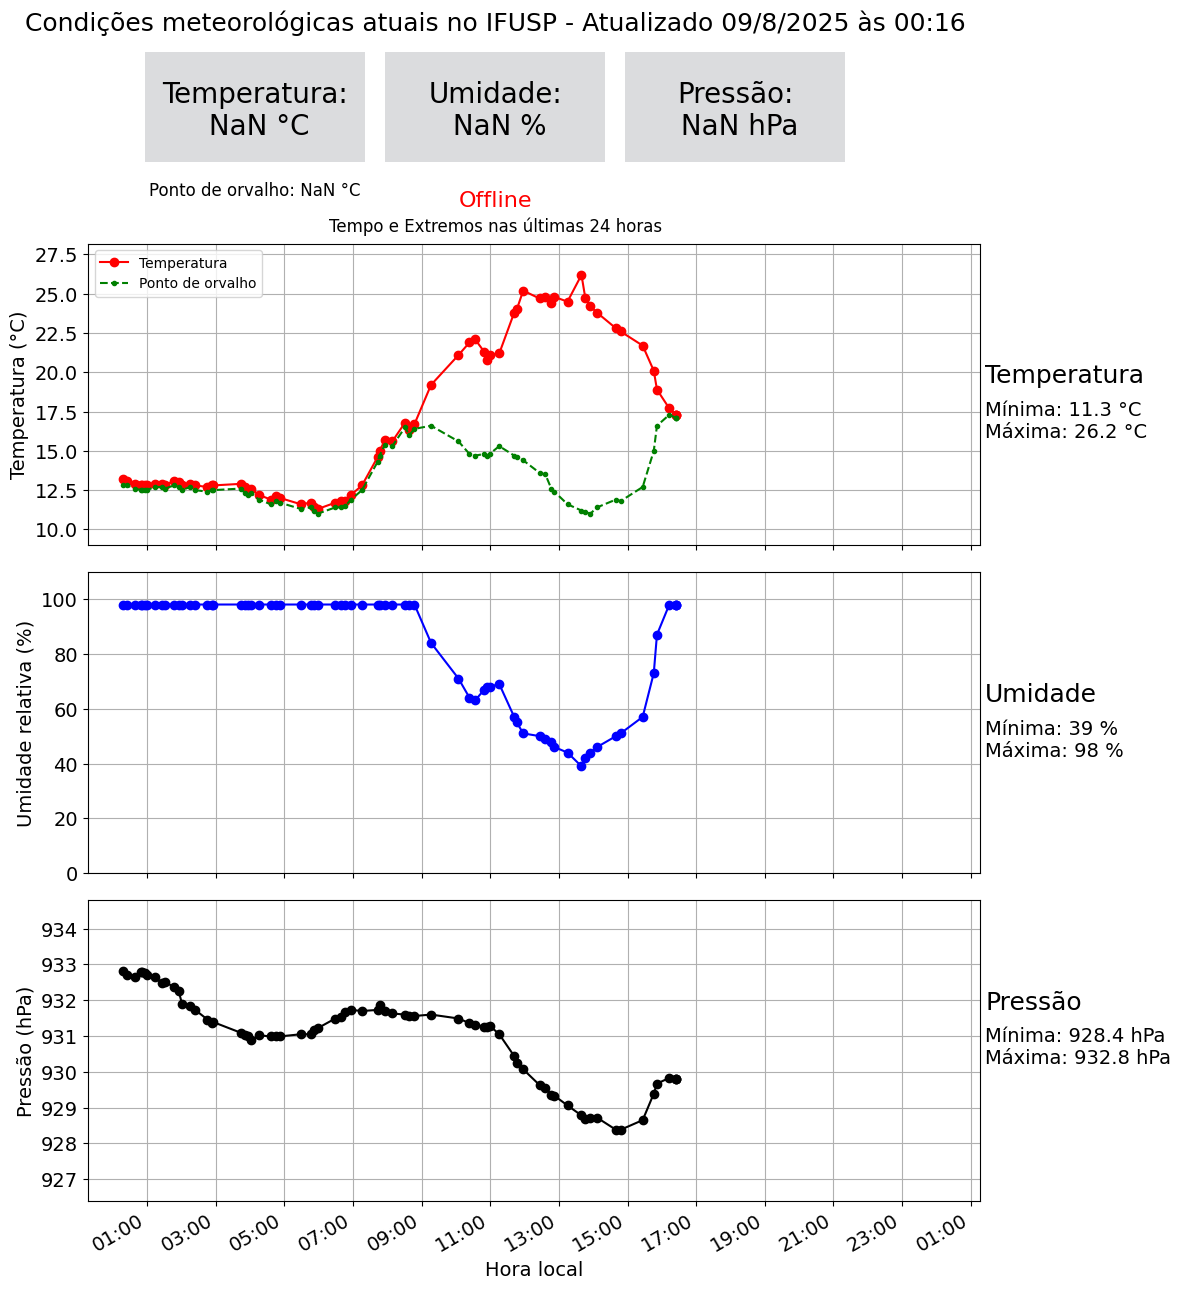 Condições meteorológicas atuais no IFUSP - Atualizado 09/8/2025 às 00:16
Temperatura:
NaN °C
Umidade:
NaN %
Pressão:
NaN hPa
Ponto de orvalho: NaN °C
Offline
Tempo e Extremos nas últimas 24 horas
Temperatura
Ponto de orvalho
27.5
25.0
22.5
20.0
17.5
15.0
12.5
10.0
Temperatura (°C)
Temperatura
Mínima: 11.3 °C
Máxima: 26.2 °C
100
80
60
40
20
0
Umidade relativa (%)
Umidade
Mínima: 39 %
Máxima: 98 %
934
933
932
931
930
929
928
927
Pressão (hPa)
Pressão
Mínima: 928.4 hPa
Máxima: 932.8 hPa
01:00 03:00 05:00 07:00 09:00 11:00 13:00 15:00 17:00 19:00 21:00 23:00 01:00
Hora local